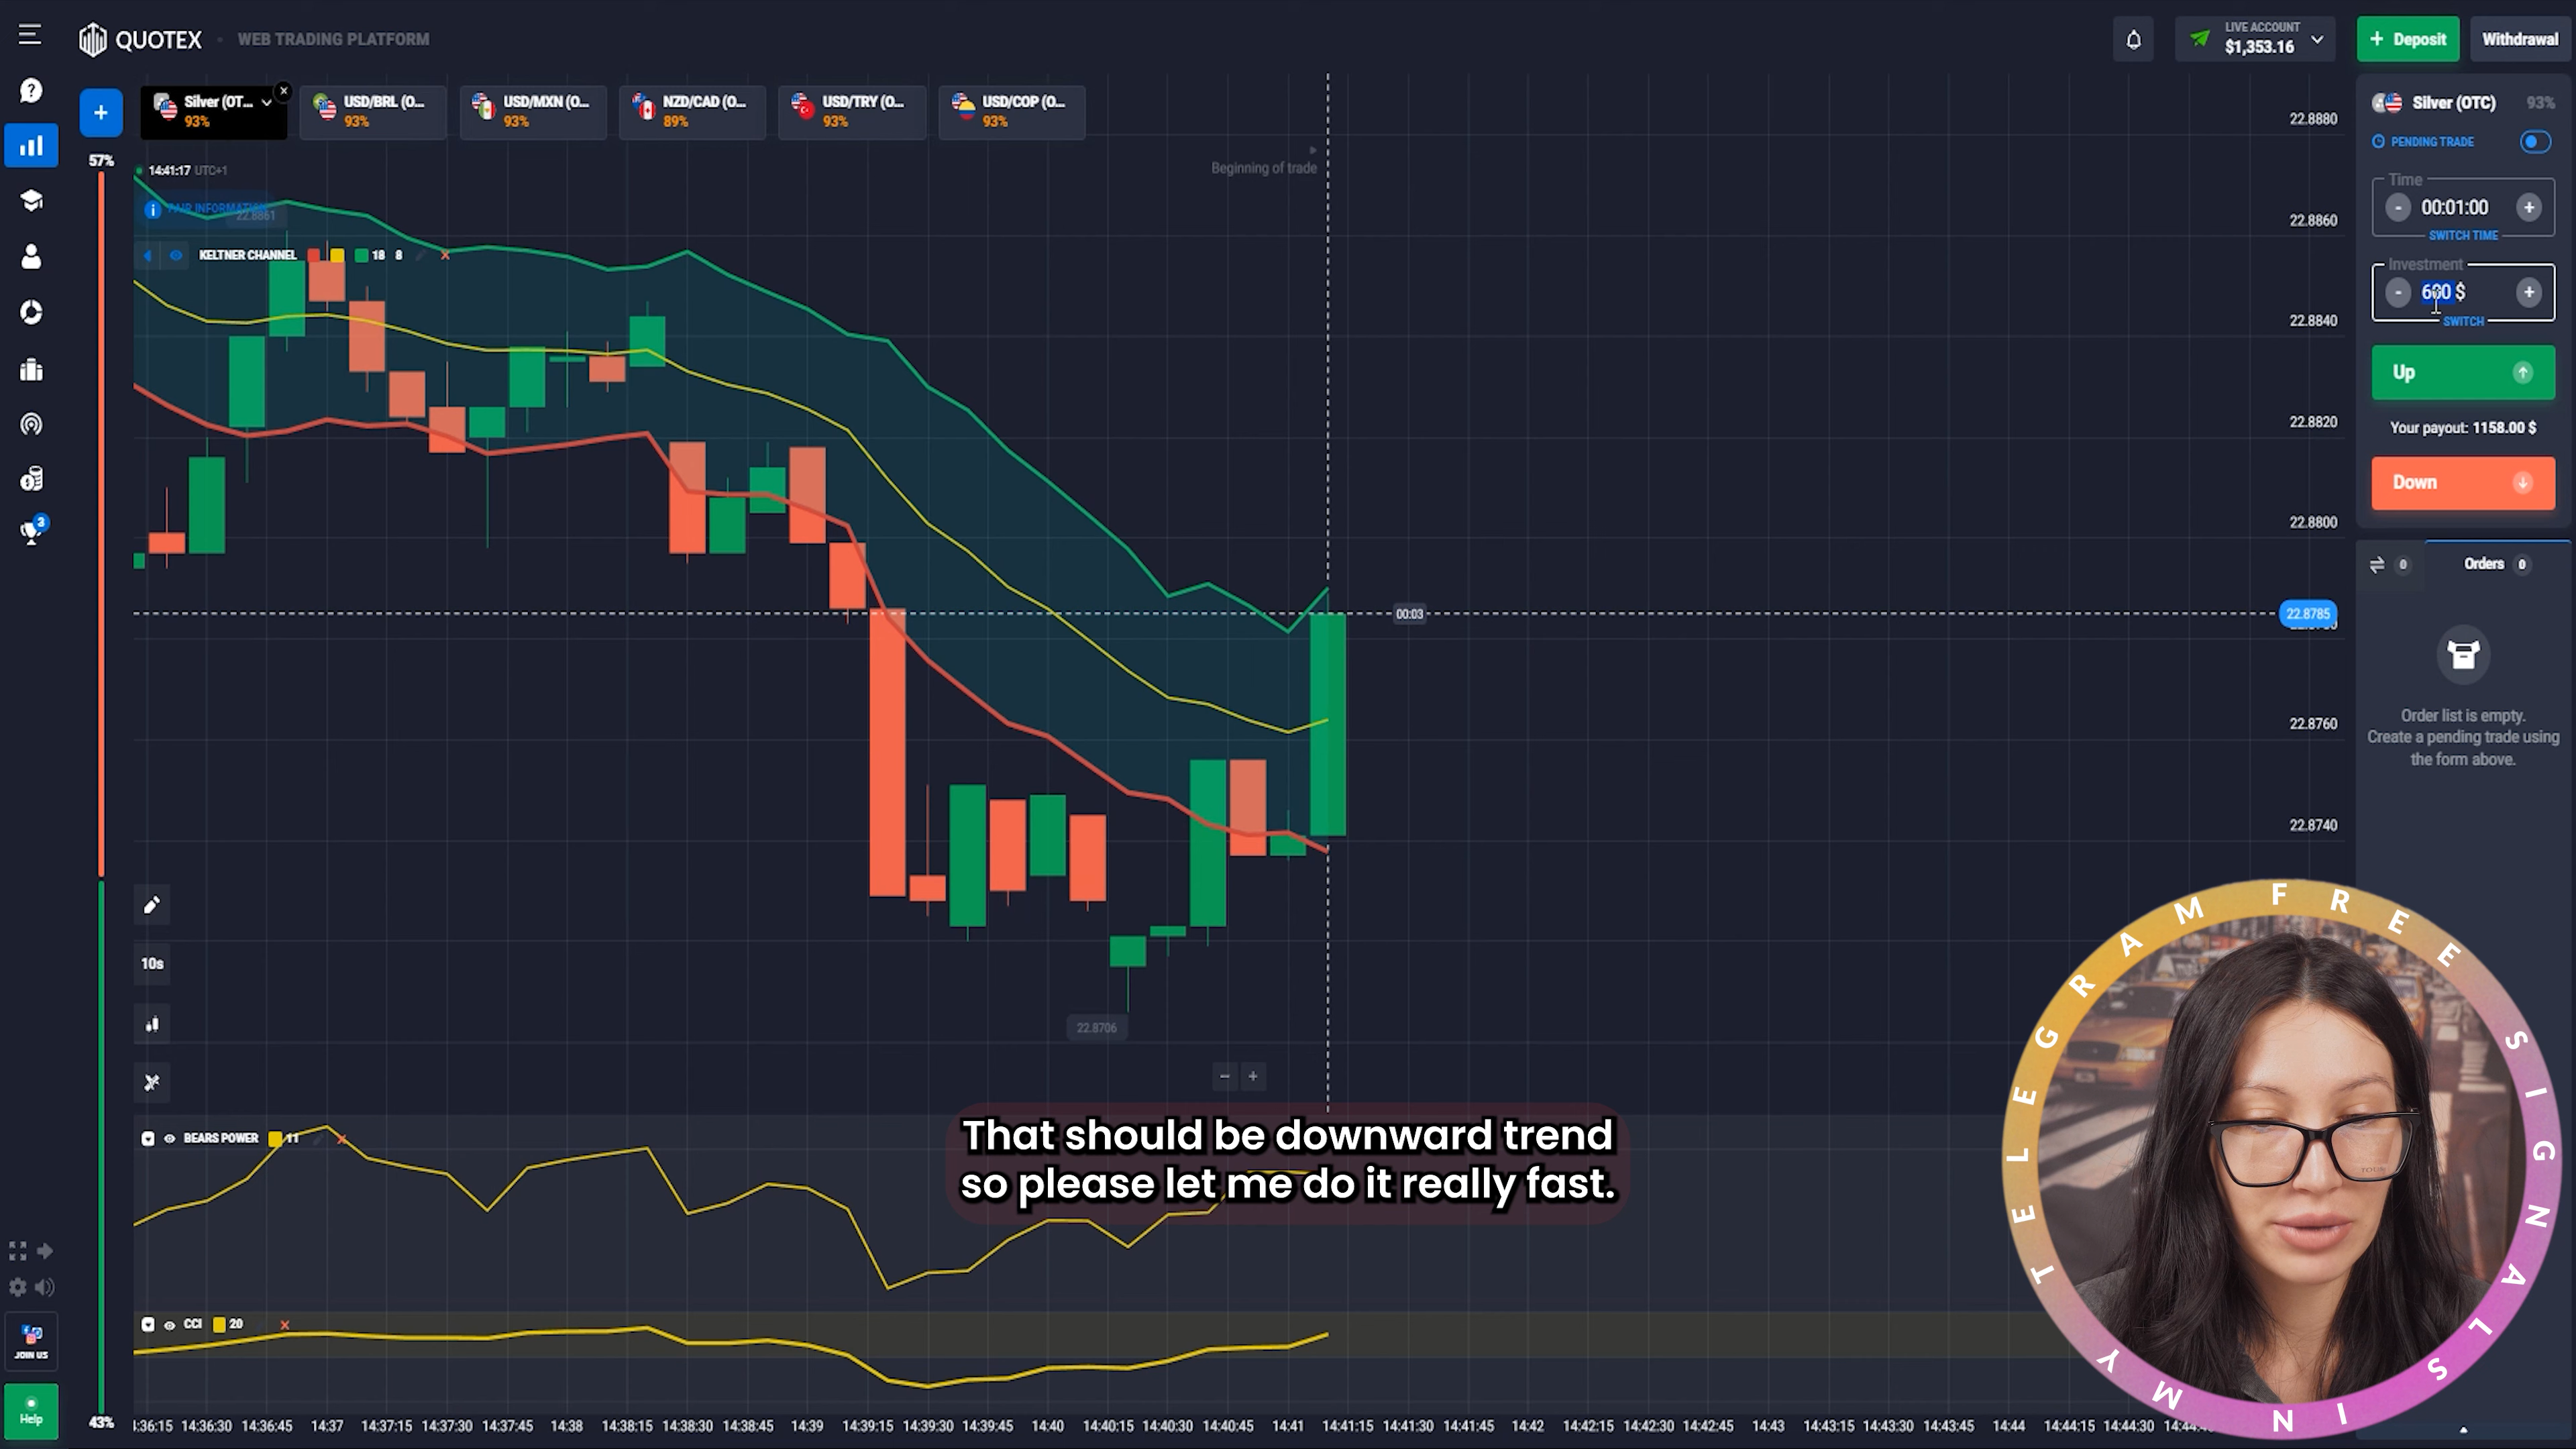 QUOTEX
WEB TRADING PLATFORM
LIVE ACCOUNT
$1,353.16
+ Deposit
Withdrawal
Silver (OT...
93%
USD/BRL (O...
93%
USD/MXN (O...
93%
NZD/CAD (O...
89%
USD/TRY (O...
93%
USD/COP (O...
93%
57%
14:41:17 UTC+1
PAIR INFORMATION
22.8861
KELTNER CHANNEL 18 8
Beginning of trade
22.8880
22.8860
22.8840
22.8820
22.8800
22.8785
22.8760
22.8740
00:03
22.8706
Silver (OTC) 93%
PENDING TRADE
Time
- 00:01:00 +
SWITCH TIME
Investment
- 600 $ +
SWITCH
Up
Your payout: 1158.00 $
Down
0
Orders 0
Order list is empty.
Create a pending trade using
the form above.
3
10s
BEARS POWER 11
That should be downward trend
so please let me do it really fast.
CCI 20
JOIN US
Help
43%
14:36:30 14:36:45 14:37 14:37:15 14:37:30 14:37:45 14:38 14:38:15 14:38:30 14:38:45 14:39 14:39:15 14:39:30 14:39:45 14:40 14:40:15 14:40:30 14:40:45 14:41 14:41:15 14:41:30 14:41:45 14:42 14:42:15 14:42:30 14:42:45 14:43 14:43:15 14:43:30 14:43:45 14:44 14:44:15 14:44:30
FREE SIGNALS IN MY TELEGRAM